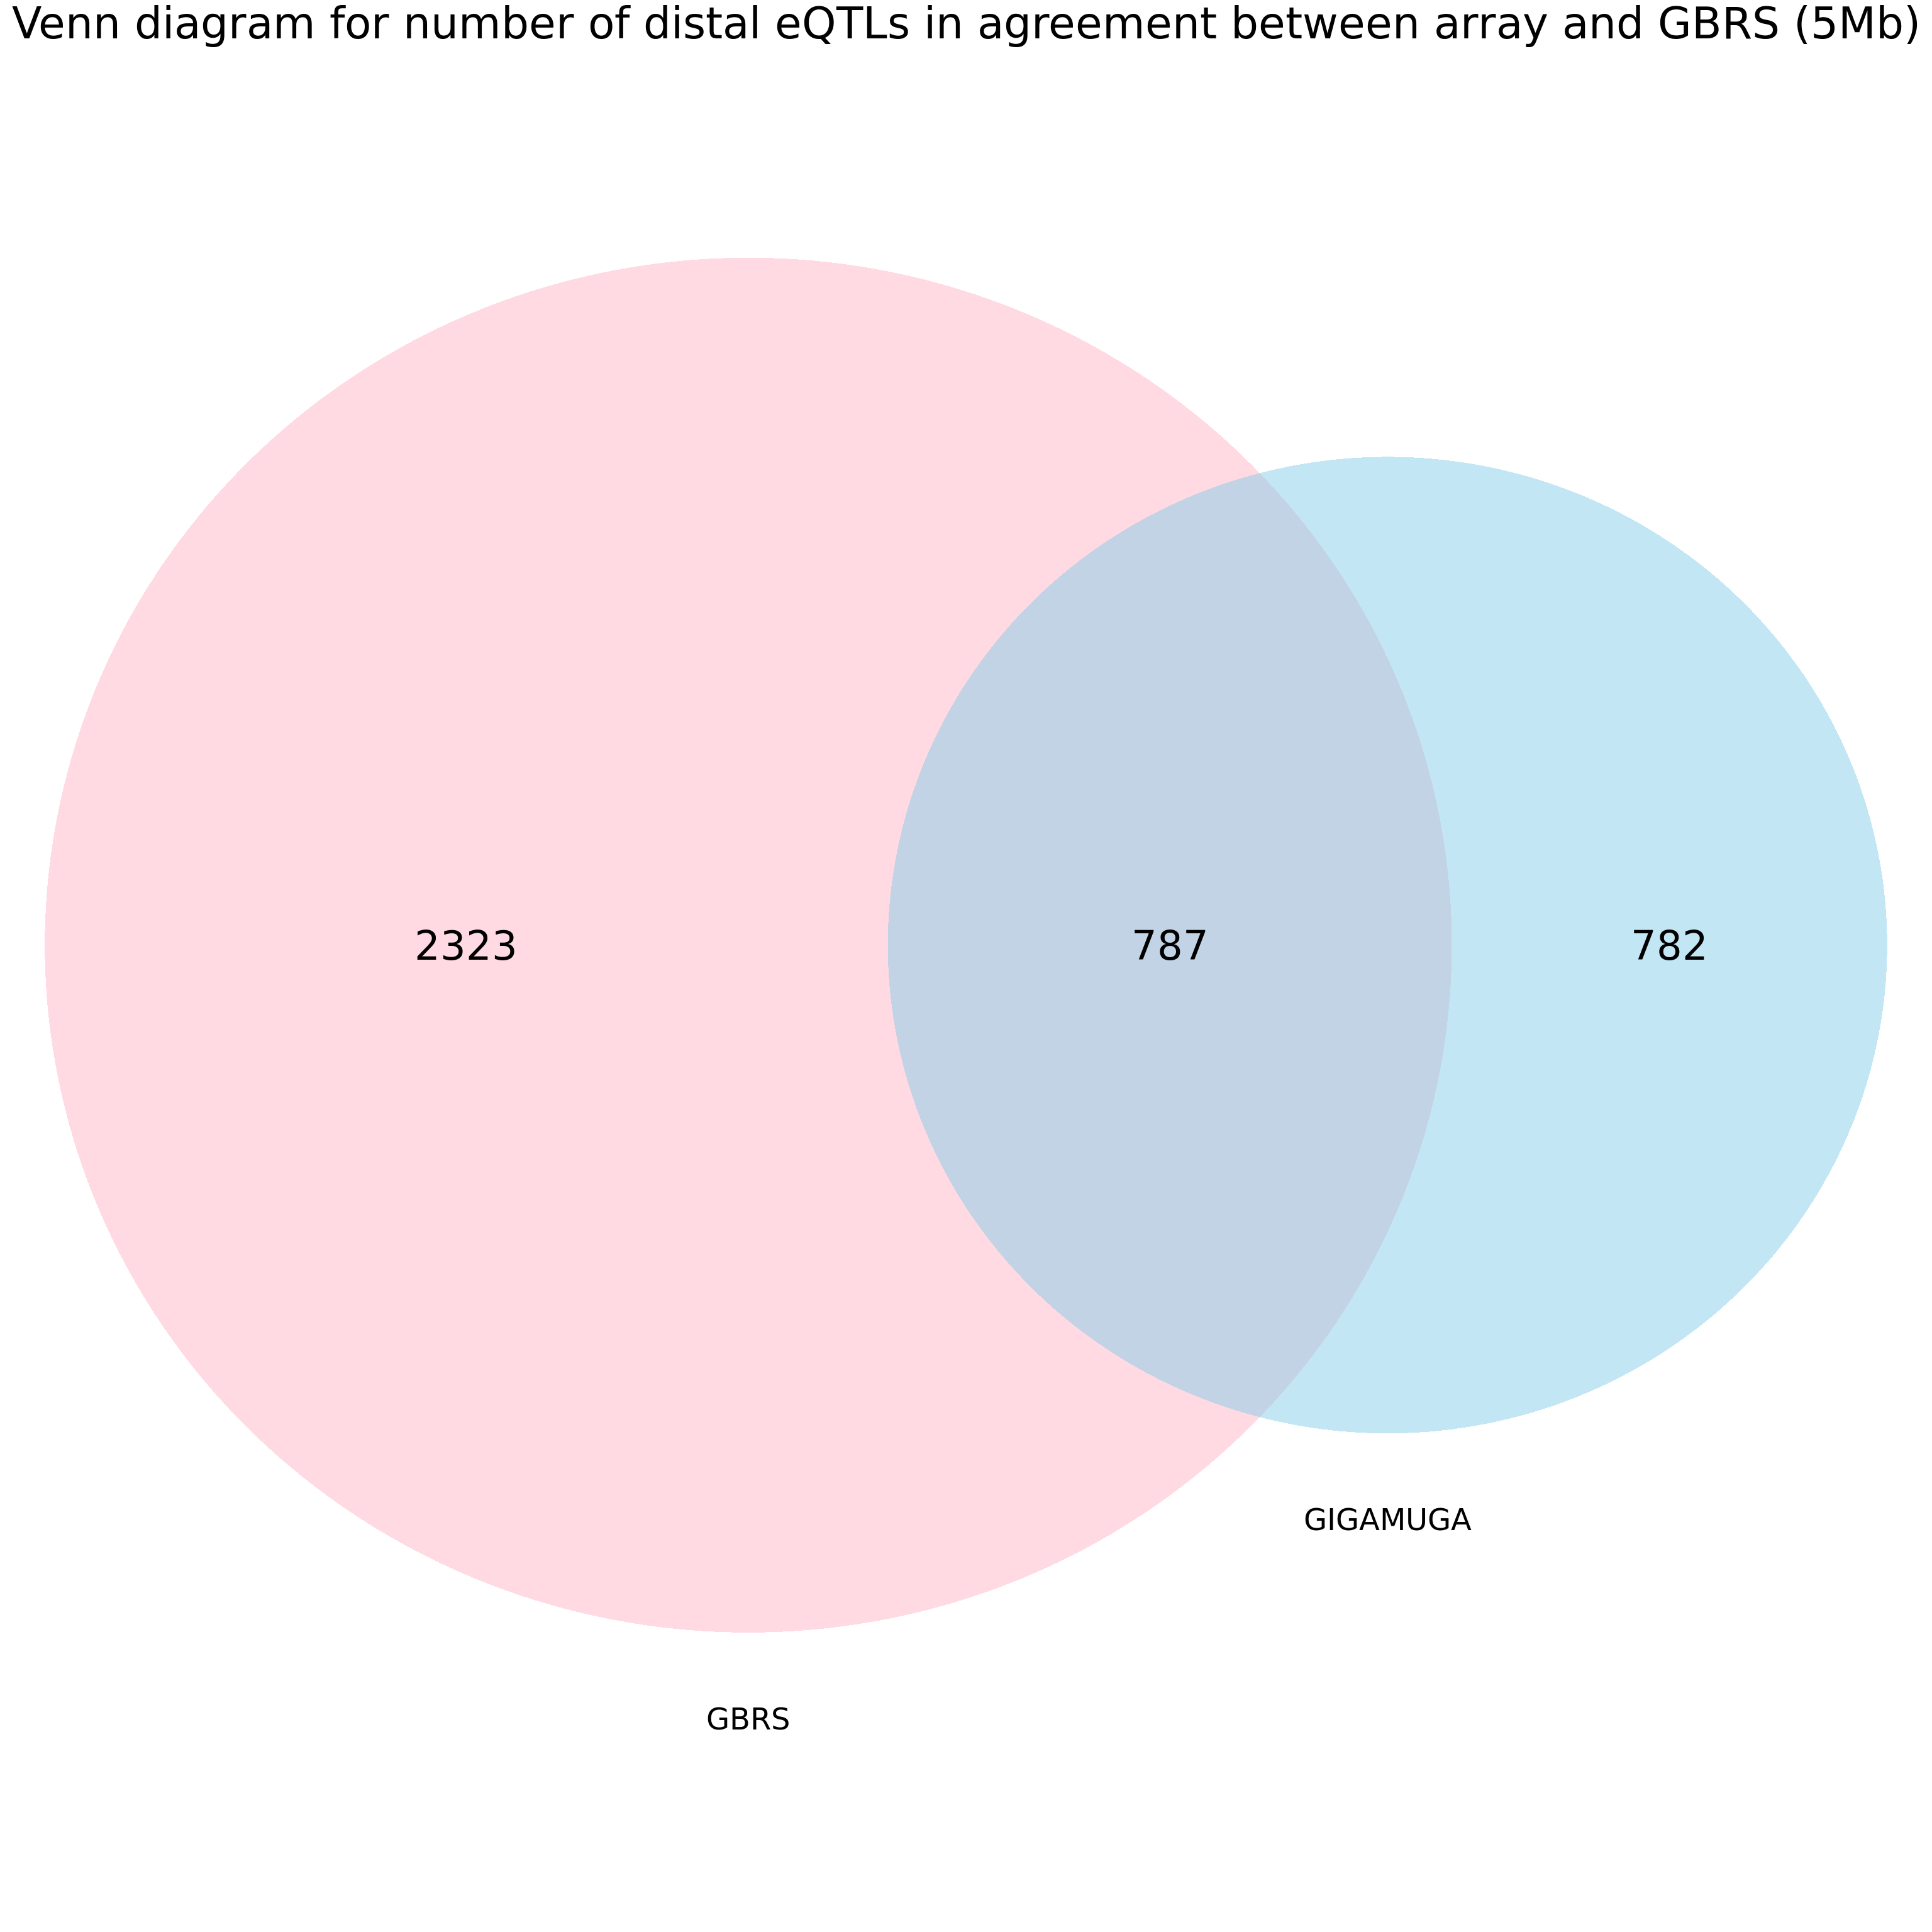 Venn diagram for number of distal eQTLs in agreement between array and GBRS (5Mb)
2323 787 782
GIGAMUGA
GBRS